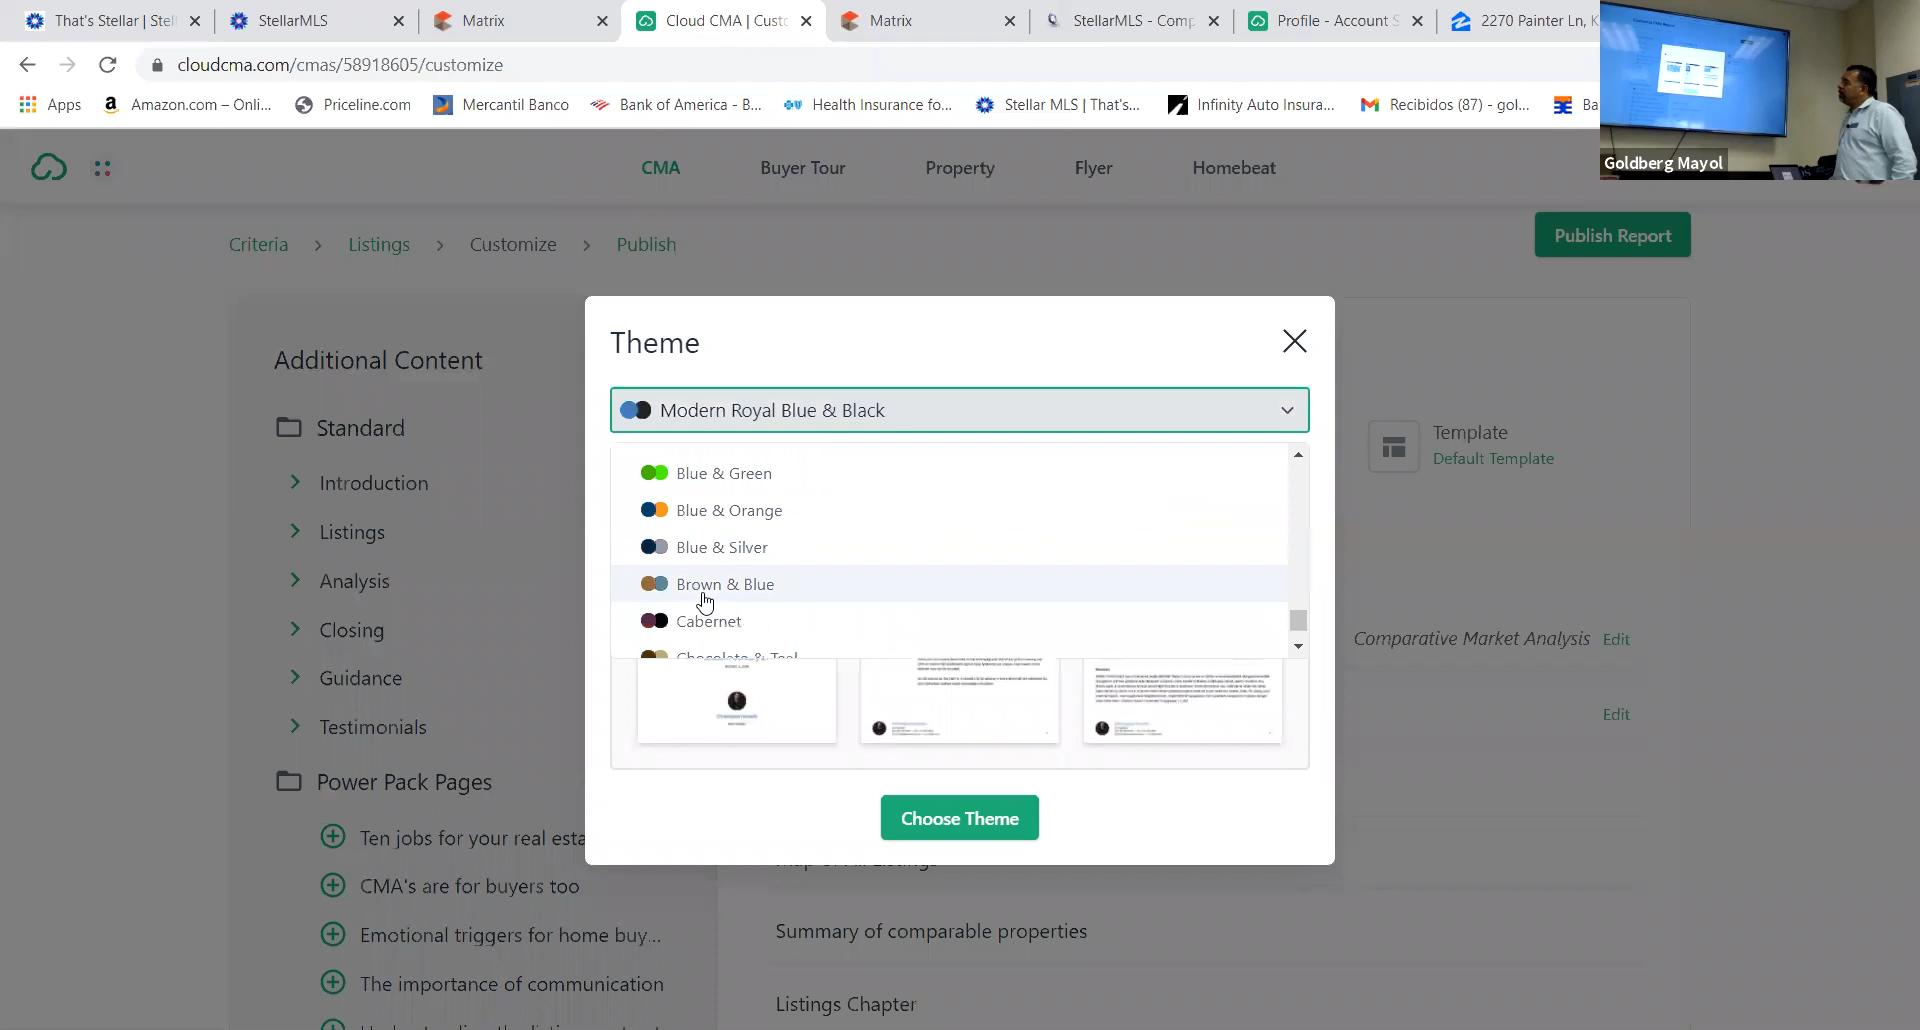 That's Stellar | Stel
StellarMLS
Matrix
Cloud CMA | Custo
Matrix
StellarMLS - Comp
Profile - Account S
2270 Painter Ln, K
cloudcma.com/cmas/58918605/customize
Apps
a
Amazon.com – Onli...
Priceline.com
Mercantil Banco
Bank of America - B...
Health Insurance fo...
Stellar MLS | That's...
Infinity Auto Insura...
Recibidos (87) - gol...
Ba
Goldberg Mayol
CMA
Buyer Tour
Property
Flyer
Homebeat
Criteria
Listings
Customize
Publish
Publish Report
Additional Content
Standard
Introduction
Listings
Analysis
Closing
Guidance
Testimonials
Power Pack Pages
Ten jobs for your real esta
CMA's are for buyers too
Emotional triggers for home buy...
The importance of communication
Theme
Modern Royal Blue & Black
Blue & Green
Blue & Orange
Blue & Silver
Brown & Blue
Cabernet
Chocolate & Teal
Choose Theme
Template
Default Template
Comparative Market Analysis Edit
Edit
Map Of All Listings
Summary of comparable properties
Listings Chapter